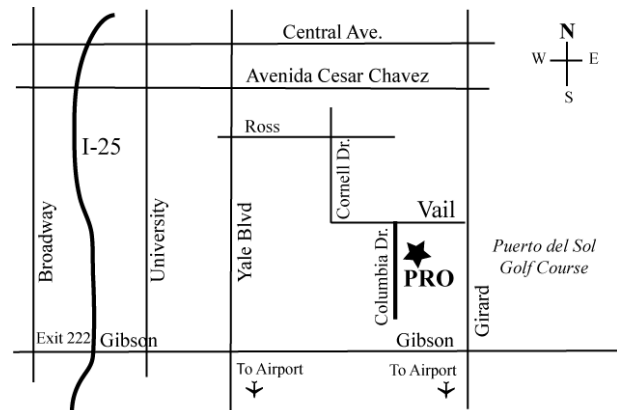 Central Ave.
N
W
E
S
Avenida Cesar Chavez
Ross
I-25
Cornell Dr.
Vail
Broadway
University
Yale Blvd
Columbia Dr.
PRO
Puerto del Sol
Golf Course
Girard
Exit 222
Gibson
Gibson
To Airport
To Airport